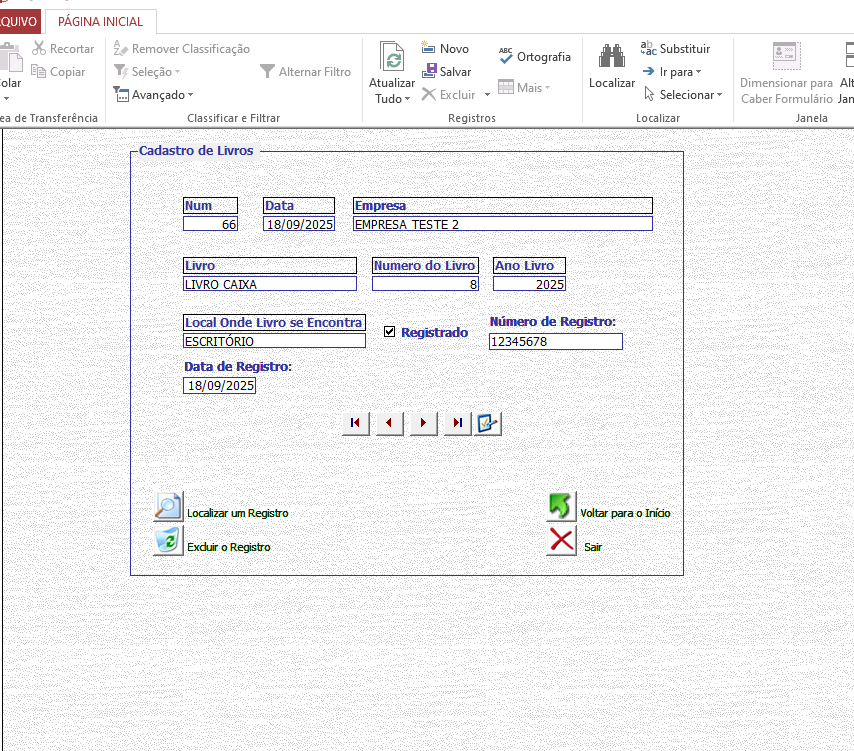 QUIVO PÁGINA INICIAL
Recortar Remover Classificação Novo Substituir
Copiar Seleção Alternar Filtro Atualizar Tudo Salvar Ortografia Localizar Ir para Dimensionar para Caber Formulário
olar Avançado Excluir Mais Selecionar Alt
Jan
ea de Transferência Classificar e Filtrar Registros Localizar Janela
Cadastro de Livros
Num Data Empresa
66 18/09/2025 EMPRESA TESTE 2
Livro Numero do Livro Ano Livro
LIVRO CAIXA 8 2025
Local Onde Livro se Encontra Registrado Número de Registro:
ESCRITÓRIO 12345678
Data de Registro:
18/09/2025
Localizar um Registro Voltar para o Início
Excluir o Registro Sair